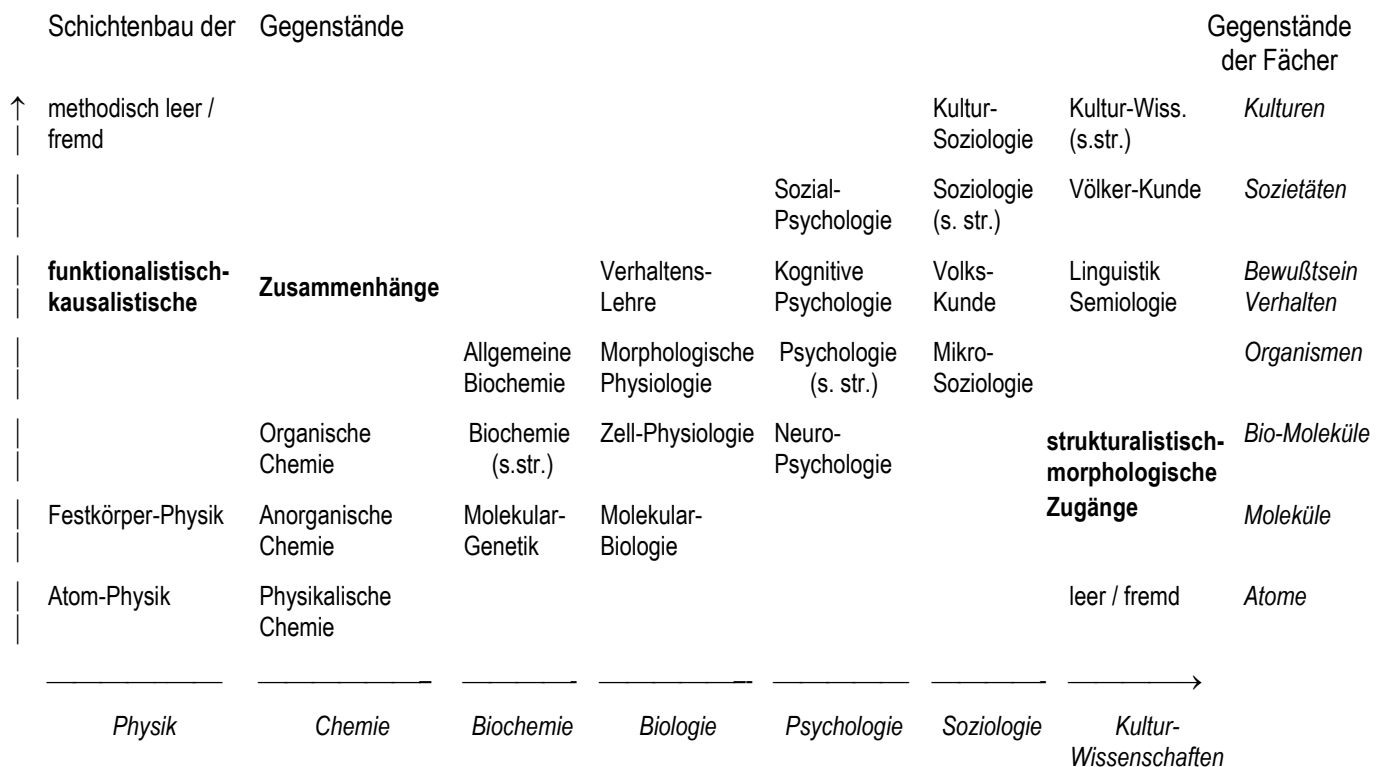 Schichtenbau der Gegenstände Gegenstände
der Fächer
↑ methodisch leer / Kultur- Kultur-Wiss. Kulturen
| fremd Soziologie (s.str.)
| Sozial- Soziologie Völker-Kunde Sozietäten
| Psychologie (s. str.)
| funktionalistisch- Zusammenhänge Verhaltens- Kognitive Volks- Linguistik Bewußtsein
| kausalistische Lehre Psychologie Kunde Semiologie Verhalten
| Allgemeine Morphologische Psychologie Mikro- Organismen
| Biochemie Physiologie (s. str.) Soziologie
| Organische Biochemie Zell-Physiologie Neuro- strukturalistisch- Bio-Moleküle
| Chemie (s.str.) Psychologie morphologische
| Festkörper-Physik Anorganische Molekular- Molekular- Zugänge Moleküle
| Chemie Genetik Biologie
| Atom-Physik Physikalische leer / fremd Atome
| Chemie
Physik Chemie Biochemie Biologie Psychologie Soziologie Kultur-
Wissenschaften